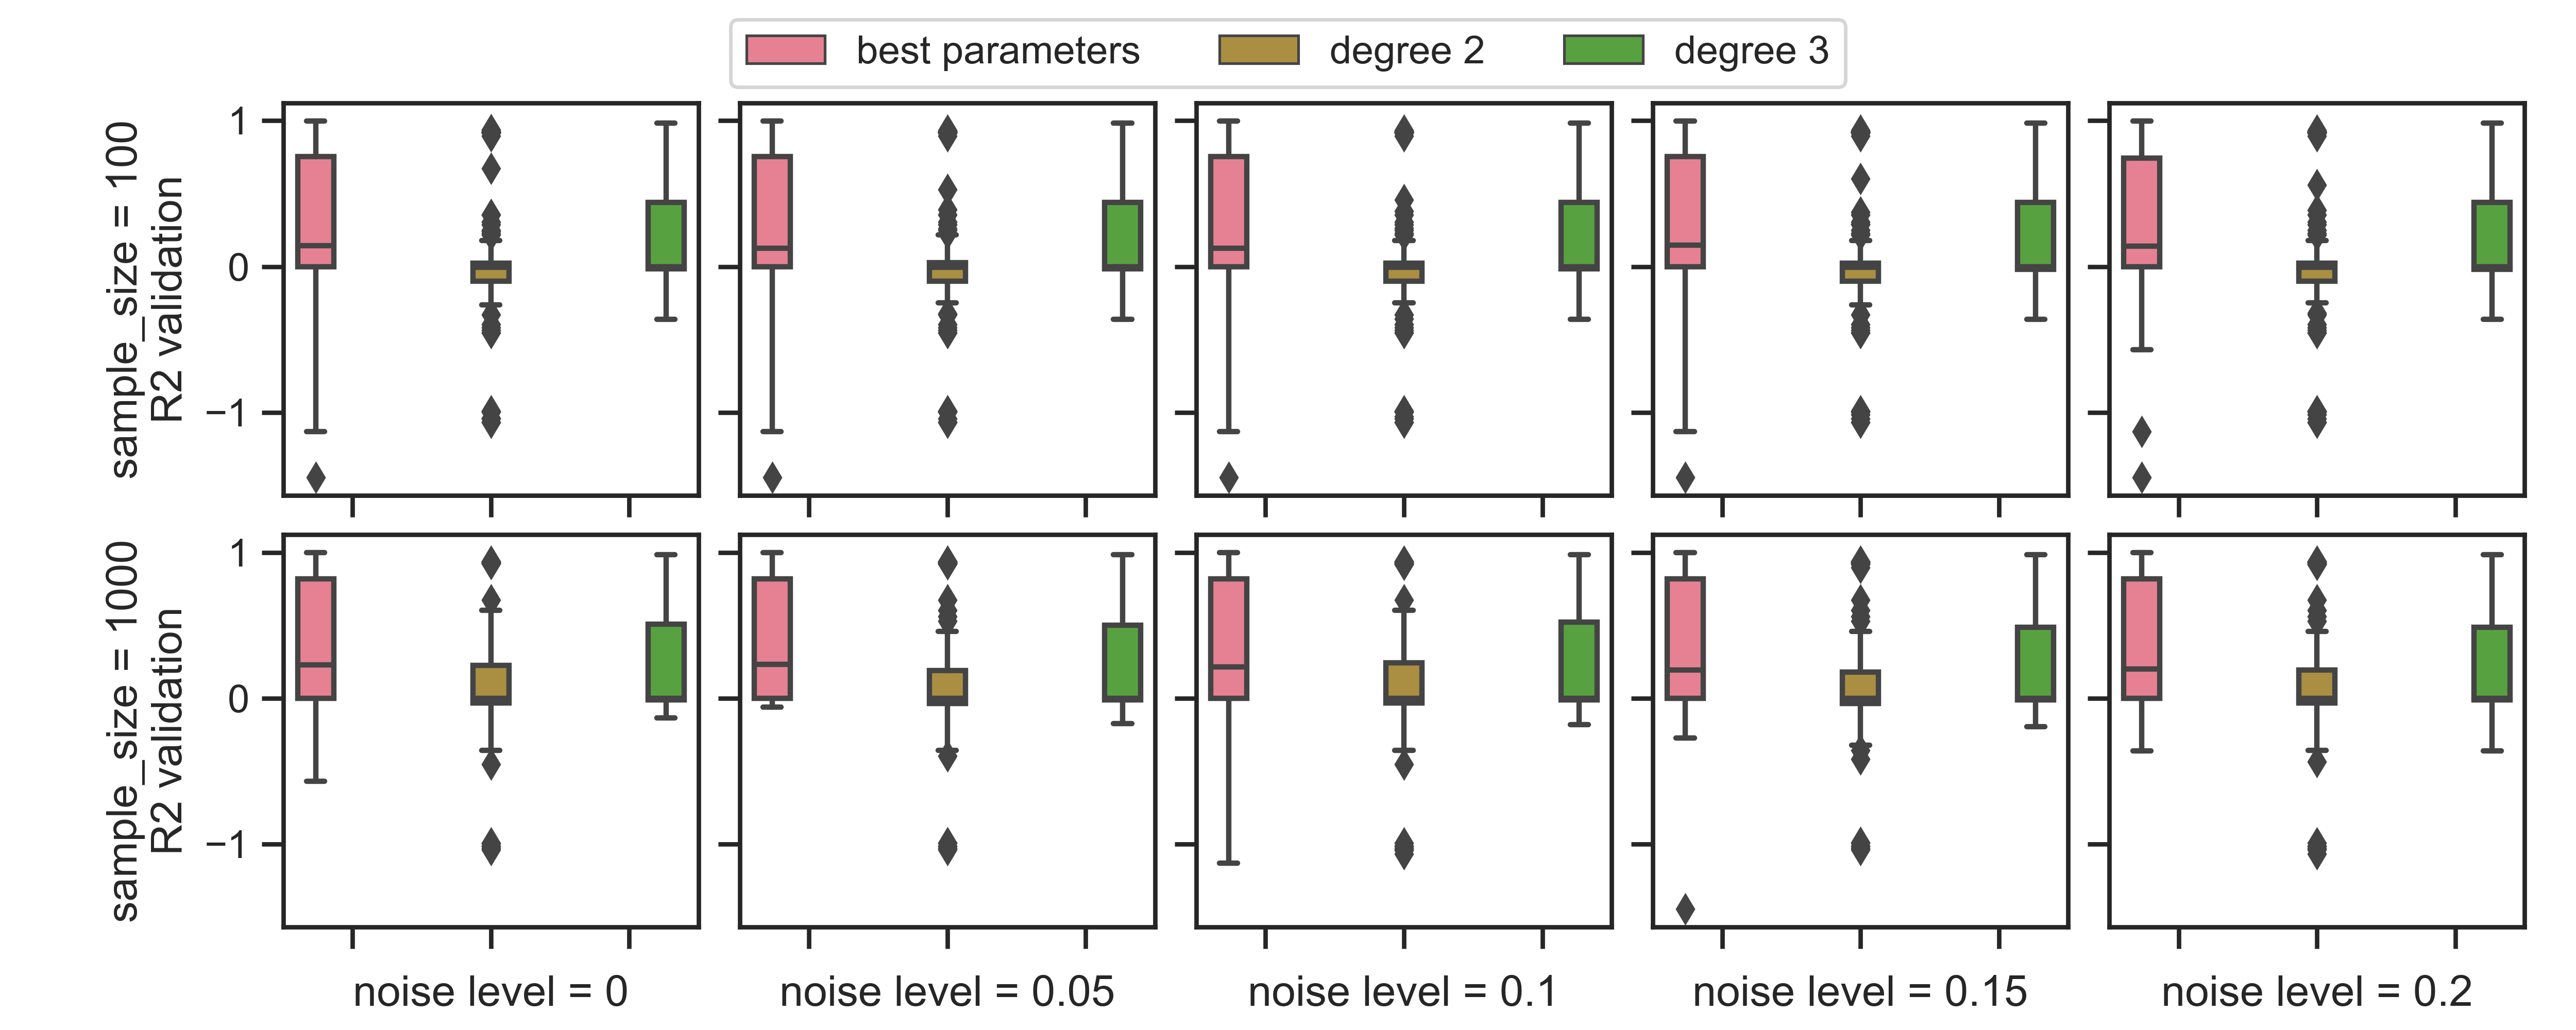 best parameters
degree 2
degree 3
sample_size = 100
R2 validation
1
0
−1
sample_size = 1000
R2 validation
1
0
−1
noise level = 0
noise level = 0.05
noise level = 0.1
noise level = 0.15
noise level = 0.2